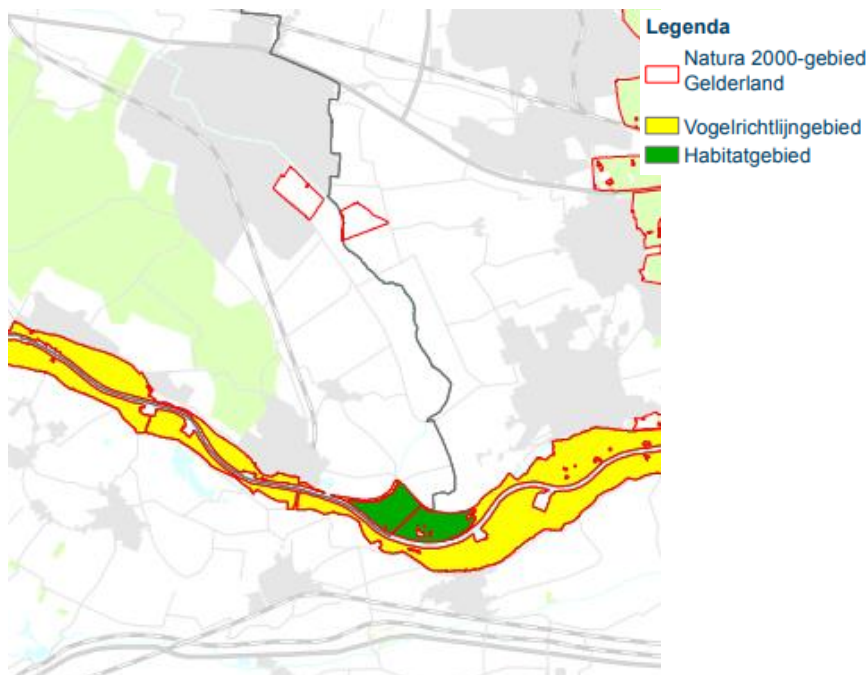 Legenda
Natura 2000-gebied
Gelderland
Vogelrichtlijngebied
Habitatgebied